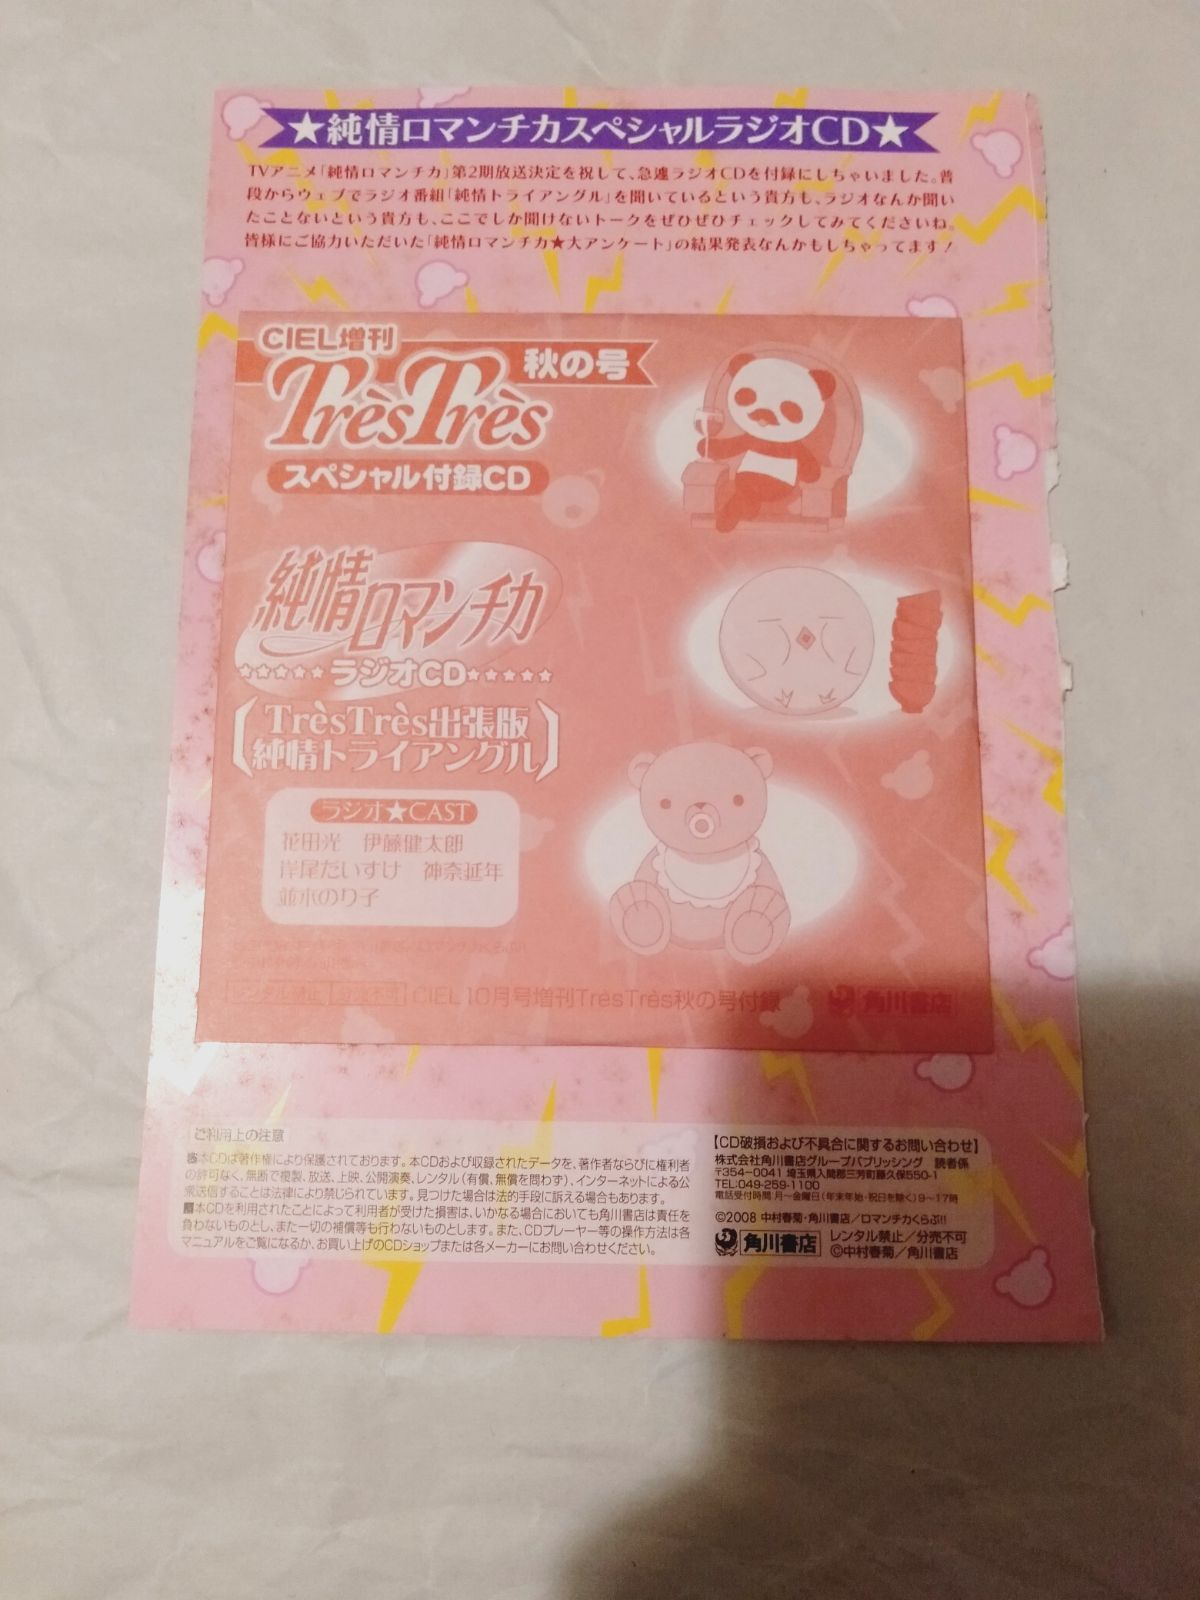 ★純情ロマンチカスペシャルラジオCD★
TVアニメ「純情ロマンチカ」第2期放送決定を祝して、急遽ラジオCDを付録にしちゃいました。普
段からウェブでラジオ番組「純情トライアングル」を聞いているという貴方も、ラジオなんか聞い
たことないという貴方も、ここでしか聞けないトークをぜひぜひチェックしてみてくださいね。
皆様にご協力いただいた「純情ロマンチカ★大アンケート」の結果発表なんかもしちゃってます!
CIEL増刊
TrèsTrès
秋の号
スペシャル付録CD
純情ロマンチカ
★★★★★ラジオCD★★★★★
TrèsTrès出張版
純情トライアングル
ラジオ★CAST
花田光 伊藤健太郎
岸尾だいすけ 神奈延年
並木のり子
レンタル禁止 分売不可 CIEL10月号増刊TrèsTrès秋の号付録 角川書店
ご利用上の注意
■本CDは著作権により保護されております。本CDおよび収録されたデータを、著作者ならびに権利者
の許可なく、無断で複製、放送、上映、公開演奏、レンタル(有償、無償を問わず)、インターネットによる公
衆送信することは法律により禁じられています。見つけた場合は法的手段に訴える場合もあります。
■本CDを利用されたことによって利用者が受けた損害は、いかなる場合においても角川書店は責任を
負わないものとし、また一切の補償等も行わないものとします。また、CDプレーヤー等の操作方法は各
マニュアルをご覧になるか、お買い上げのCDショップまたは各メーカーにお問い合わせください。
【CD破損および不具合に関するお問い合わせ】
株式会社角川書店グループパブリッシング 読者係
〒354-0041 埼玉県入間郡三芳町藤久保550-1
TEL:049-259-1100
電話受付時間 月〜金曜日(年末年始・祝日を除く)9〜17時
©2008 中村春菊・角川書店/ロマンチカくらぶ!!
角川書店
レンタル禁止/分売不可
©中村春菊/角川書店